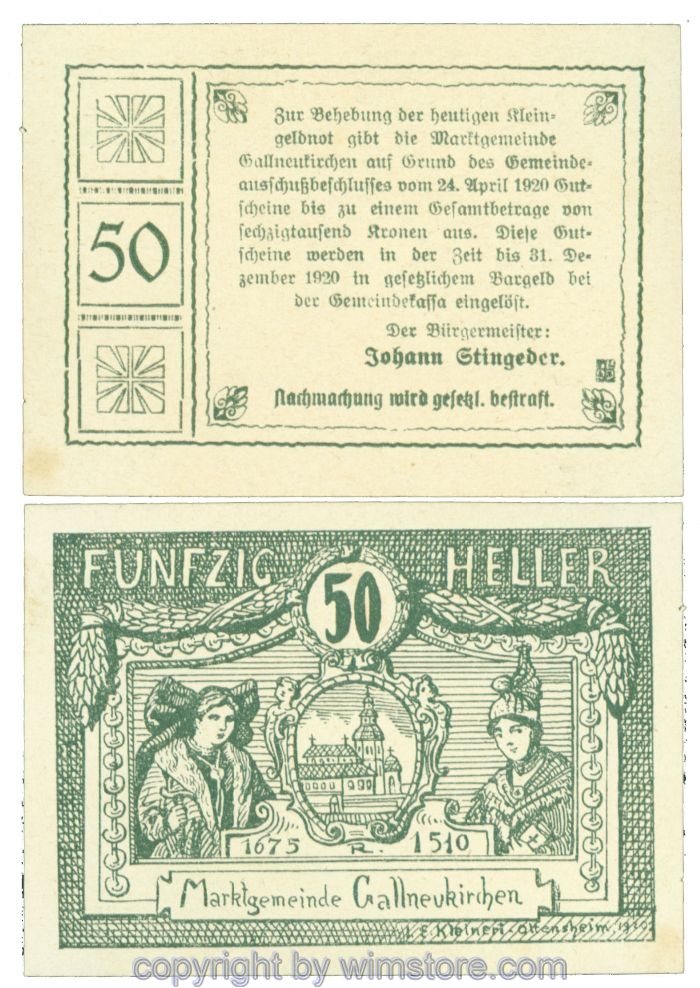 Zur Behebung der heutigen Klein-
geldnot gibt die Marktgemeinde
Gallneukirchen auf Grund des Gemeinde-
ausschußbeschlusses vom 24. April 1920 Gut-
scheine bis zu einem Gesamtbetrage von
sechzigtausend Kronen aus. Diese Gut-
scheine werden in der Zeit bis 31. De-
zember 1920 in gesetzlichem Bargeld bei
der Gemeindekassa eingelöst.
Der Bürgermeister:
Johann Stingeder.
Nachmachung wird gesetzl. bestraft.
50
FÜNFZIG HELLER
50
1675 R. 1510
Marktgemeinde Gallneukirchen
Ottensheim
copyright by wimstore.com